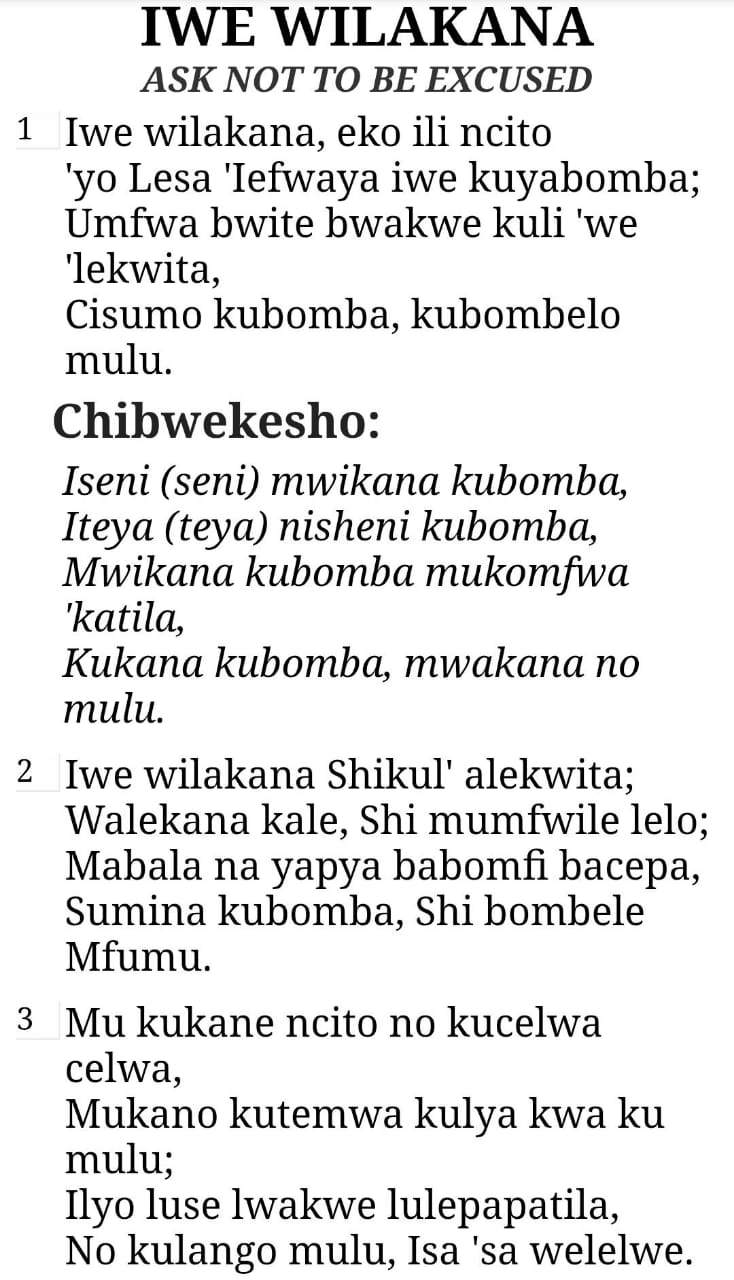 IWE WILAKANA
ASK NOT TO BE EXCUSED
1 Iwe wilakana, eko ili ncito
'yo Lesa 'Iefwaya iwe kuyabomba;
Umfwa bwite bwakwe kuli 'we
'lekwita,
Cisumo kubomba, kubombelo
mulu.
Chibwekesho:
Iseni (seni) mwikana kubomba,
Iteya (teya) nisheni kubomba,
Mwikana kubomba mukomfwa
'katila,
Kukana kubomba, mwakana no
mulu.
2 Iwe wilakana Shikul' alekwita;
Walekana kale, Shi mumfwile lelo;
Mabala na yapya babomfi bacepa,
Sumina kubomba, Shi bombele
Mfumu.
3 Mu kukane ncito no kucelwa
celwa,
Mukano kutemwa kulya kwa ku
mulu;
Ilyo luse lwakwe lulepapatila,
No kulango mulu, Isa 'sa welelwe.